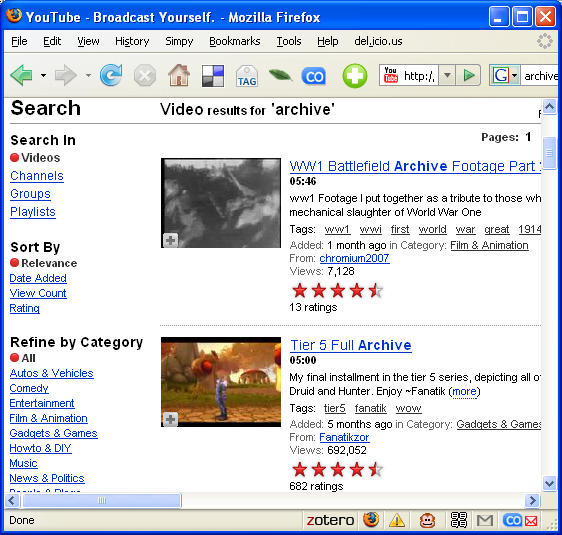 YouTube - Broadcast Yourself. - Mozilla Firefox
File Edit View History Simpy Bookmarks Tools Help del.icio.us
TAG CO You Tube http:/, G archive
Search
Video results for 'archive'
Pages: 1
Search In
Videos
Channels
Groups
Playlists
Sort By
Relevance
Date Added
View Count
Rating
Refine by Category
All
Autos & Vehicles
Comedy
Entertainment
Film & Animation
Gadgets & Games
Howto & DIY
Music
News & Politics
WW1 Battlefield Archive Footage Part
05:46
ww1 Footage I put together as a tribute to those wh
mechanical slaughter of World War One
Tags: ww1 wwi first world war great 1914
Added: 1 month ago in Category: Film & Animation
From: chromium2007
Views: 7,128
13 ratings
Tier 5 Full Archive
05:00
My final installment in the tier 5 series, depicting all of
Druid and Hunter. Enjoy ~Fanatik (more)
Tags: tier5 fanatik wow
Added: 5 months ago in Category: Gadgets & Games
From: Fanatikzor
Views: 692,052
682 ratings
Done
zotero CO